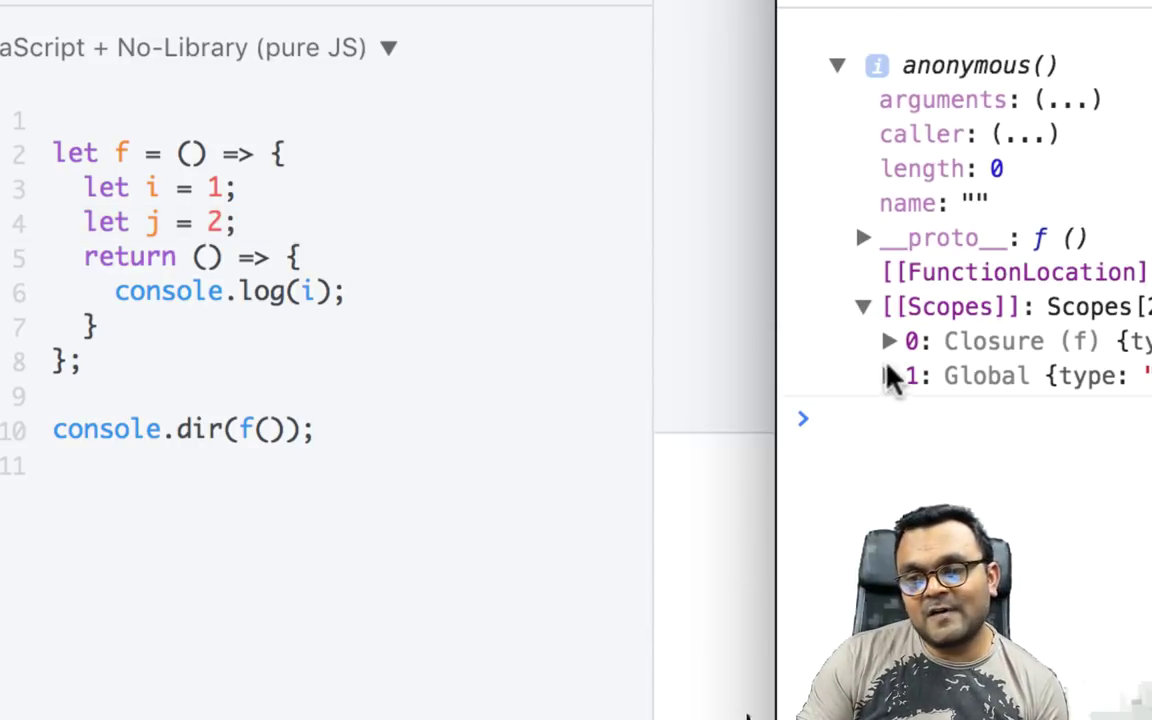 aScript + No-Library (pure JS) ▼
1
2 let f = () => {
3 let i = 1;
4 let j = 2;
5 return () => {
6 console.log(i);
7 }
8 };
9
10 console.dir(f());
11
▼ i anonymous()
arguments: (...)
caller: (...)
length: 0
name: ""
▶ __proto__: ƒ ()
[[FunctionLocation]
▼ [[Scopes]]: Scopes[2
▶ 0: Closure (f) {ty
1: Global {type: "
>